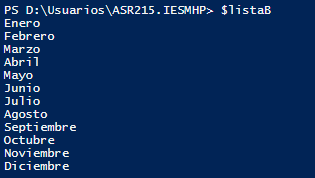 PS D:\Usuarios\ASR215.IESMHP> $listaB
Enero
Febrero
Marzo
Abril
Mayo
Junio
Julio
Agosto
Septiembre
Octubre
Noviembre
Diciembre